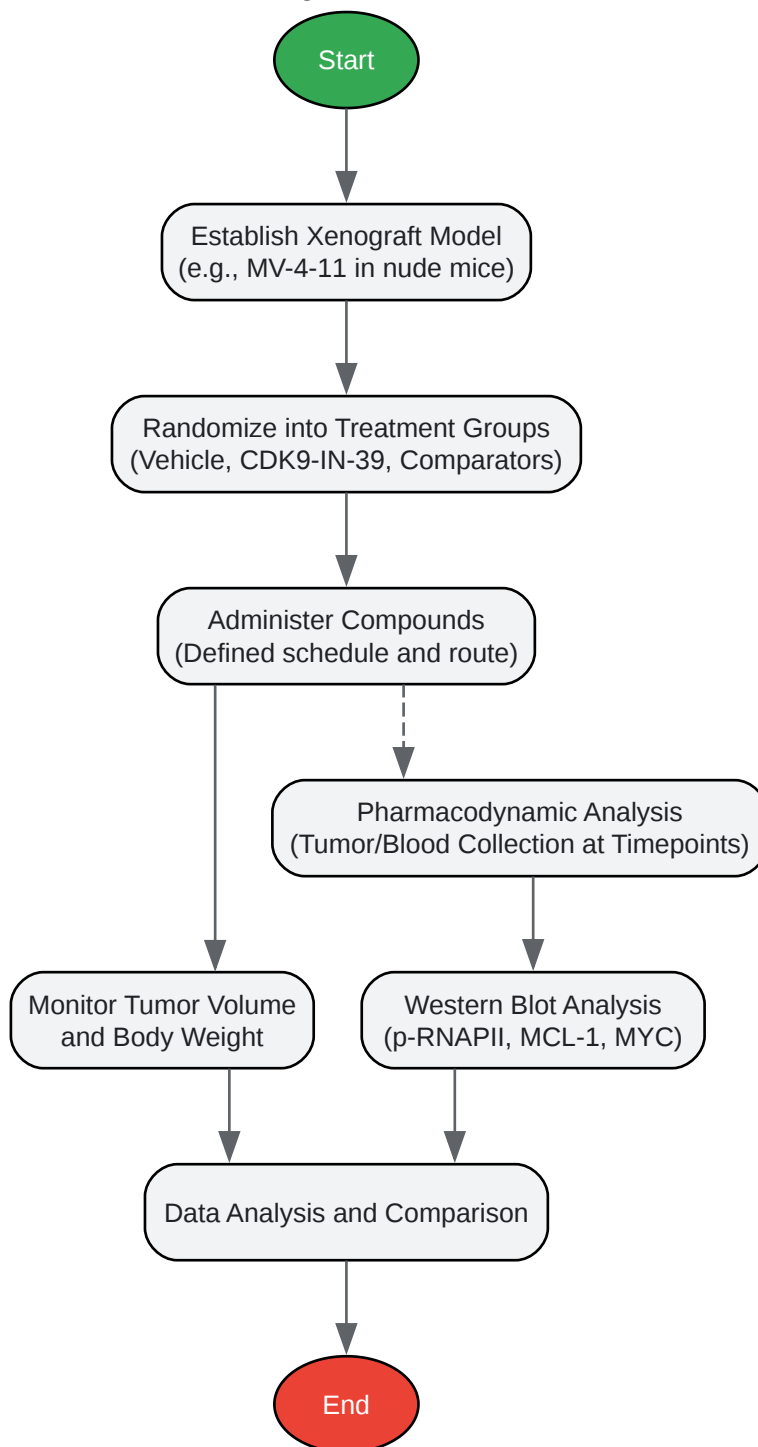 Start
Establish Xenograft Model
(e.g., MV-4-11 in nude mice)
Randomize into Treatment Groups
(Vehicle, CDK9-IN-39, Comparators)
Administer Compounds
(Defined schedule and route)
Pharmacodynamic Analysis
(Tumor/Blood Collection at Timepoints)
Monitor Tumor Volume
and Body Weight
Western Blot Analysis
(p-RNAPII, MCL-1, MYC)
Data Analysis and Comparison
End